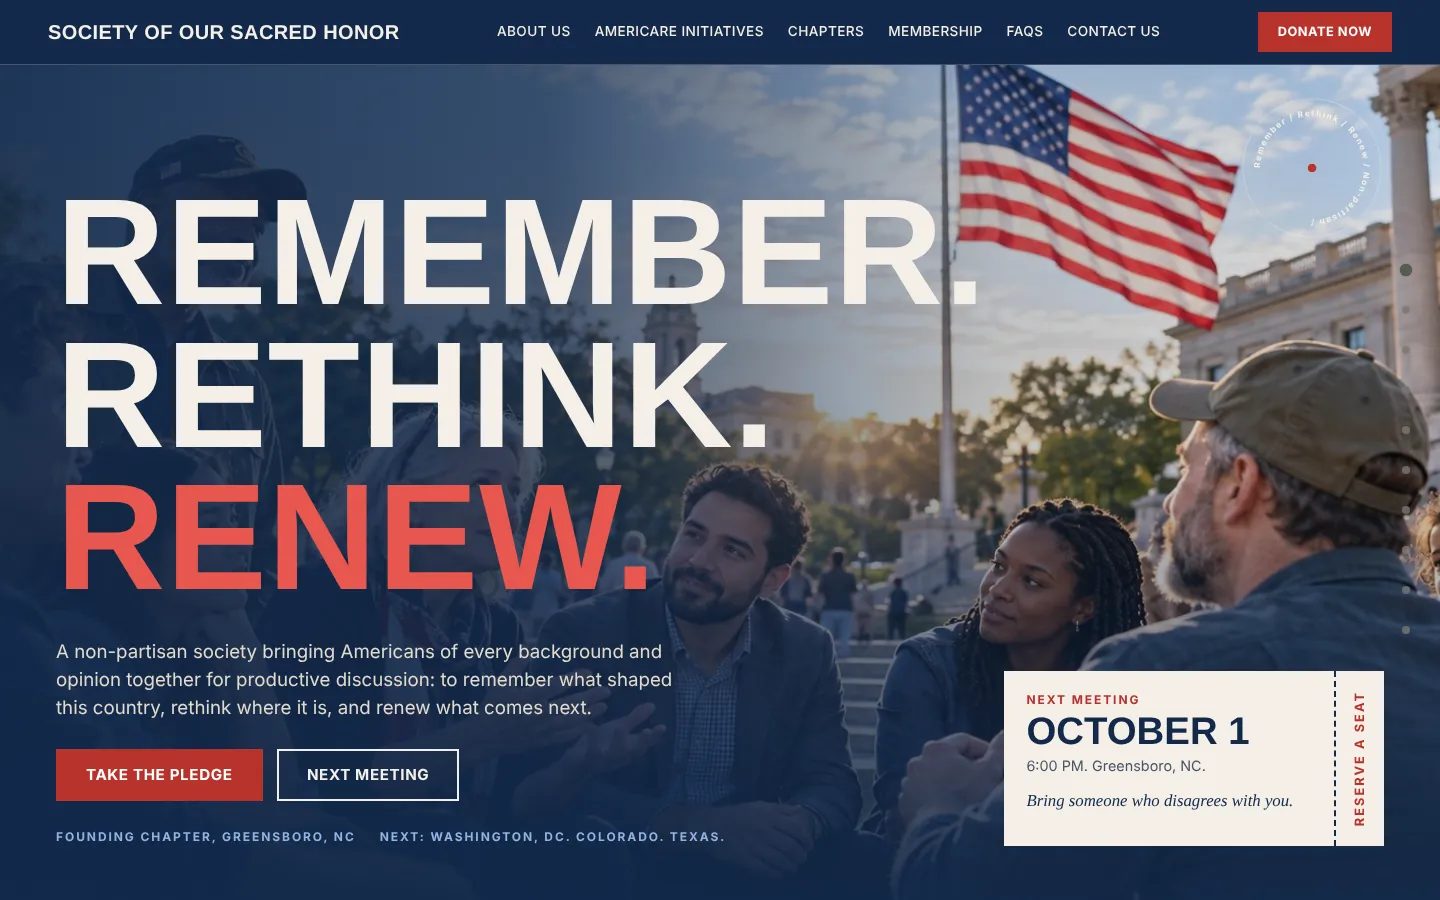 SOCIETY OF OUR SACRED HONOR
ABOUT US
AMERICARE INITIATIVES
CHAPTERS
MEMBERSHIP
FAQS
CONTACT US
DONATE NOW
Remember / Rethink / Renew / Non-partisan /
REMEMBER.
RETHINK.
RENEW.
A non-partisan society bringing Americans of every background and
opinion together for productive discussion: to remember what shaped
this country, rethink where it is, and renew what comes next.
TAKE THE PLEDGE
NEXT MEETING
FOUNDING CHAPTER, GREENSBORO, NC
NEXT: WASHINGTON, DC. COLORADO. TEXAS.
NEXT MEETING
OCTOBER 1
6:00 PM. Greensboro, NC.
Bring someone who disagrees with you.
RESERVE A SEAT